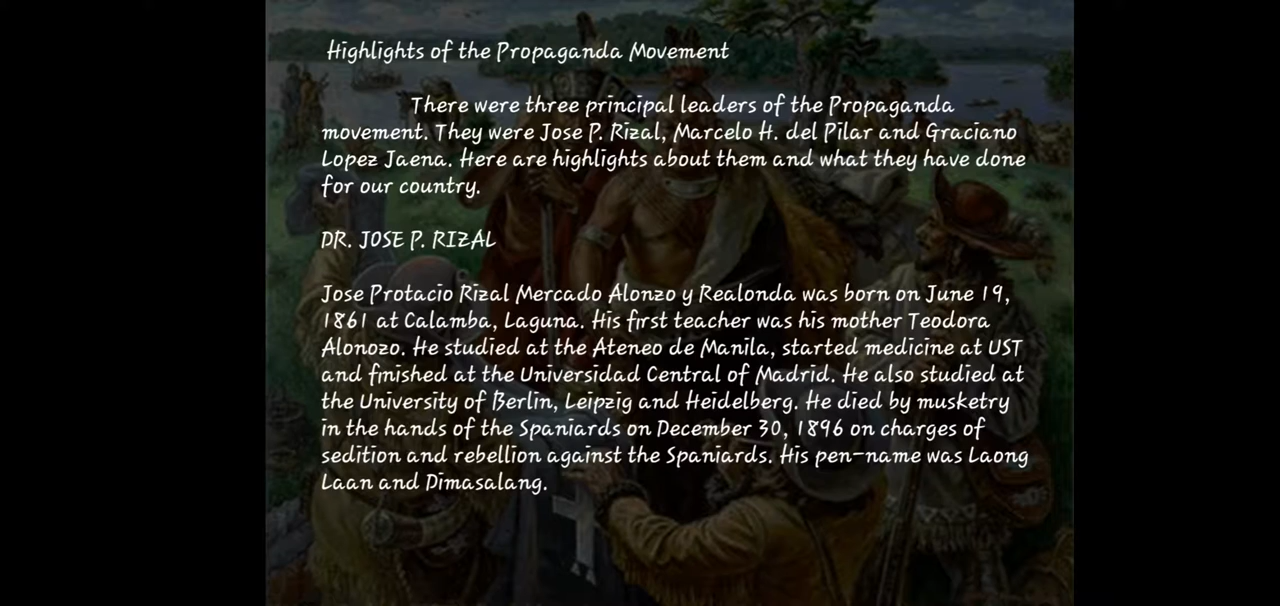 Highlights of the Propaganda Movement
There were three principal leaders of the Propaganda
movement. They were Jose P. Rizal, Marcelo H. del Pilar and Graciano
Lopez Jaena. Here are highlights about them and what they have done
for our country.
DR. JOSE P. RIZAL
Jose Protacio Rizal Mercado Alonzo y Realonda was born on June 19,
1861 at Calamba, Laguna. His first teacher was his mother Teodora
Alonozo. He studied at the Ateneo de Manila, started medicine at UST
and finished at the Universidad Central of Madrid. He also studied at
the University of Berlin, Leipzig and Heidelberg. He died by musketry
in the hands of the Spaniards on December 30, 1896 on charges of
sedition and rebellion against the Spaniards. His pen-name was Laong
Laan and Dimasalang.